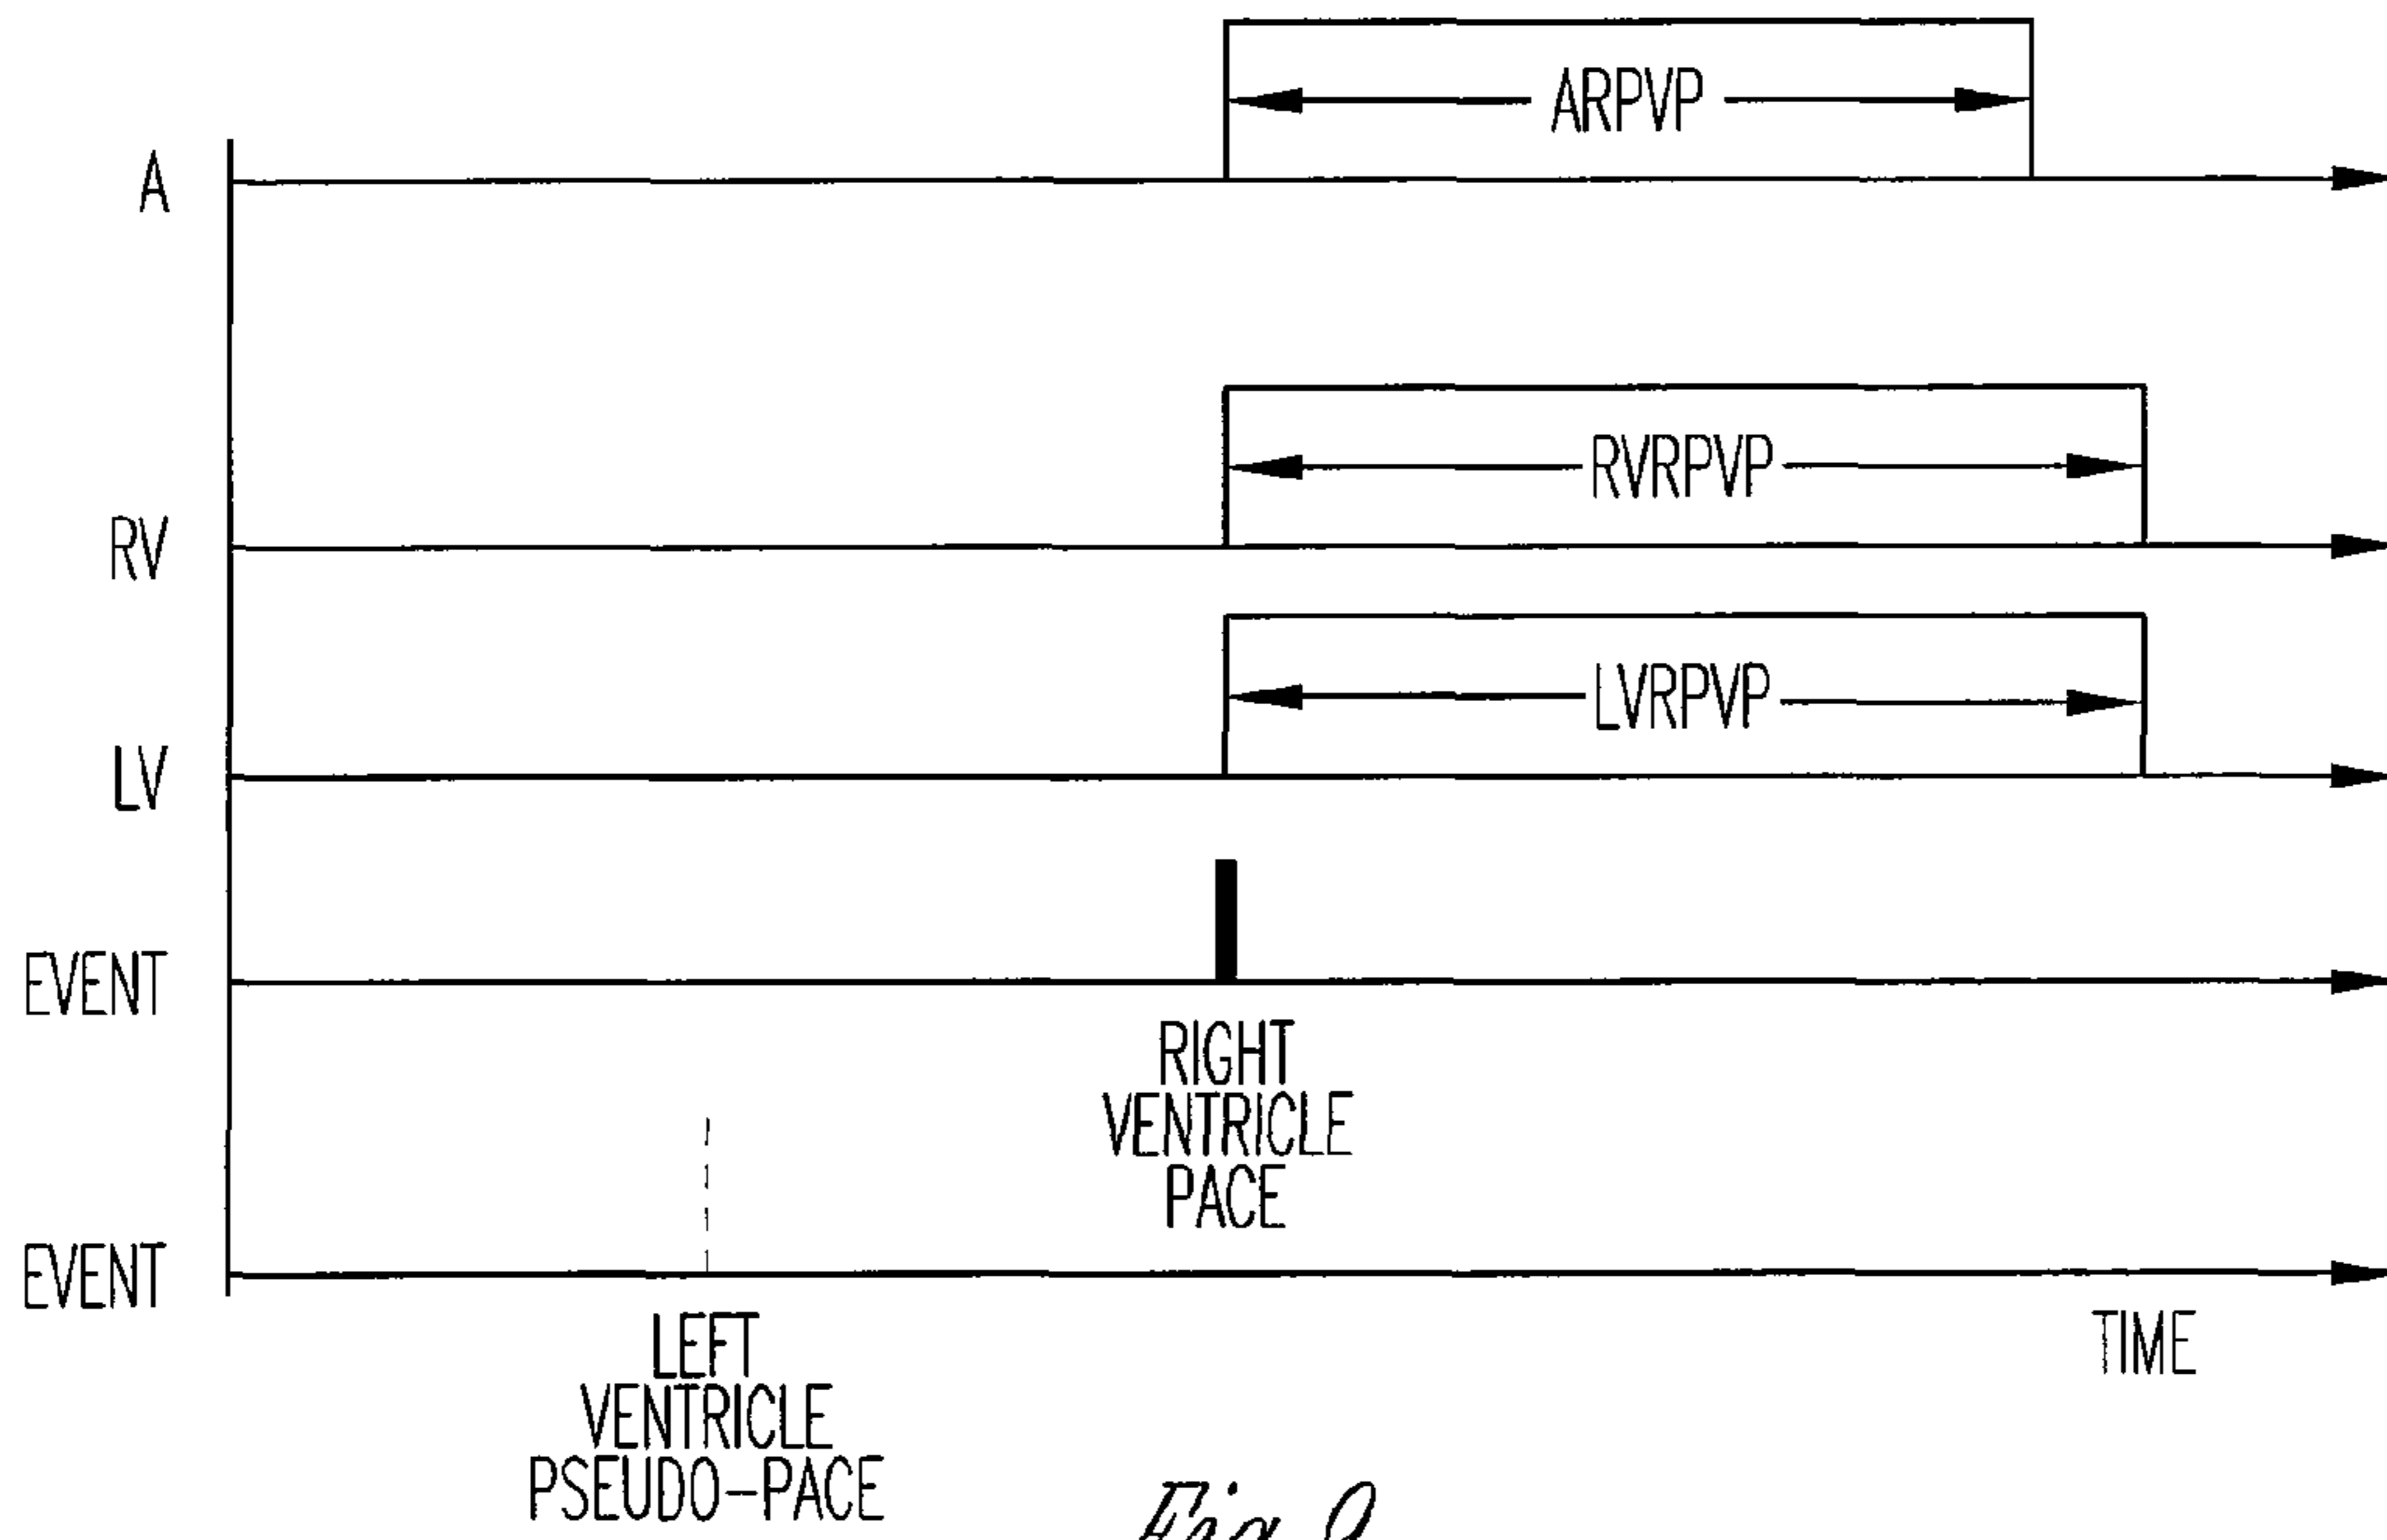 ARPVP
A
RVRPVP
RV
LVRPVP
LV
EVENT
RIGHT
VENTRICLE
PACE
EVENT
TIME
LEFT
VENTRICLE
PSEUDO-PACE